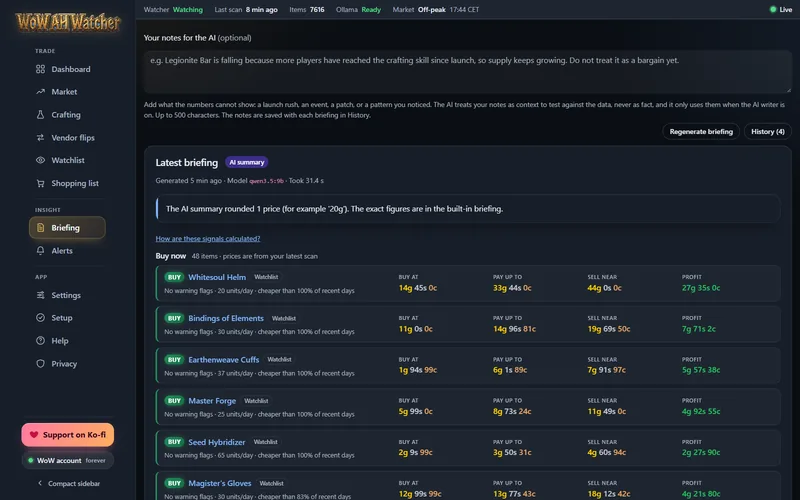 WoW AH Watcher
Watcher Watching Last scan 8 min ago Items 7616 Ollama Ready Market Off-peak 17:44 CET Live
TRADE
Dashboard
Market
Crafting
Vendor flips
Watchlist
Shopping list
INSIGHT
Briefing
Alerts
APP
Settings
Setup
Help
Privacy
Support on Ko-fi
WoW account forever
Compact sidebar
Your notes for the AI (optional)
e.g. Legionite Bar is falling because more players have reached the crafting skill since launch, so supply keeps growing. Do not treat it as a bargain yet.
Add what the numbers cannot show: a launch rush, an event, a patch, or a pattern you noticed. The AI treats your notes as context to test against the data, never as fact, and it only uses them when the AI writer is
on. Up to 500 characters. The notes are saved with each briefing in History.
Regenerate briefing History (4)
Latest briefing AI summary
Generated 5 min ago · Model qwen3.5:9b · Took 31.4 s
The AI summary rounded 1 price (for example '20g'). The exact figures are in the built-in briefing.
How are these signals calculated?
Buy now 48 items · prices are from your latest scan
BUY Whitesoul Helm Watchlist
No warning flags · 20 units/day · cheaper than 100% of recent days
BUY AT PAY UP TO SELL NEAR PROFIT
14g 45s 0c 33g 44s 0c 44g 0s 0c 27g 35s 0c
BUY Bindings of Elements Watchlist
No warning flags · 30 units/day · cheaper than 100% of recent days
BUY AT PAY UP TO SELL NEAR PROFIT
11g 0s 0c 14g 96s 81c 19g 69s 50c 7g 71s 2c
BUY Earthenweave Cuffs Watchlist
No warning flags · 37 units/day · cheaper than 100% of recent days
BUY AT PAY UP TO SELL NEAR PROFIT
1g 94s 99c 6g 1s 89c 7g 91s 97c 5g 57s 38c
BUY Master Forge Watchlist
No warning flags · 25 units/day · cheaper than 100% of recent days
BUY AT PAY UP TO SELL NEAR PROFIT
5g 99s 0c 8g 73s 24c 11g 49s 0c 4g 92s 55c
BUY Seed Hybridizer Watchlist
No warning flags · 65 units/day · cheaper than 100% of recent days
BUY AT PAY UP TO SELL NEAR PROFIT
2g 9s 99c 3g 50s 31c 4g 60s 94c 2g 27s 90c
BUY Magister's Gloves Watchlist
No warning flags · 30 units/day · cheaper than 83% of recent days
BUY AT PAY UP TO SELL NEAR PROFIT
12g 99s 99c 13g 77s 43c 18g 12s 42c 4g 21s 80c